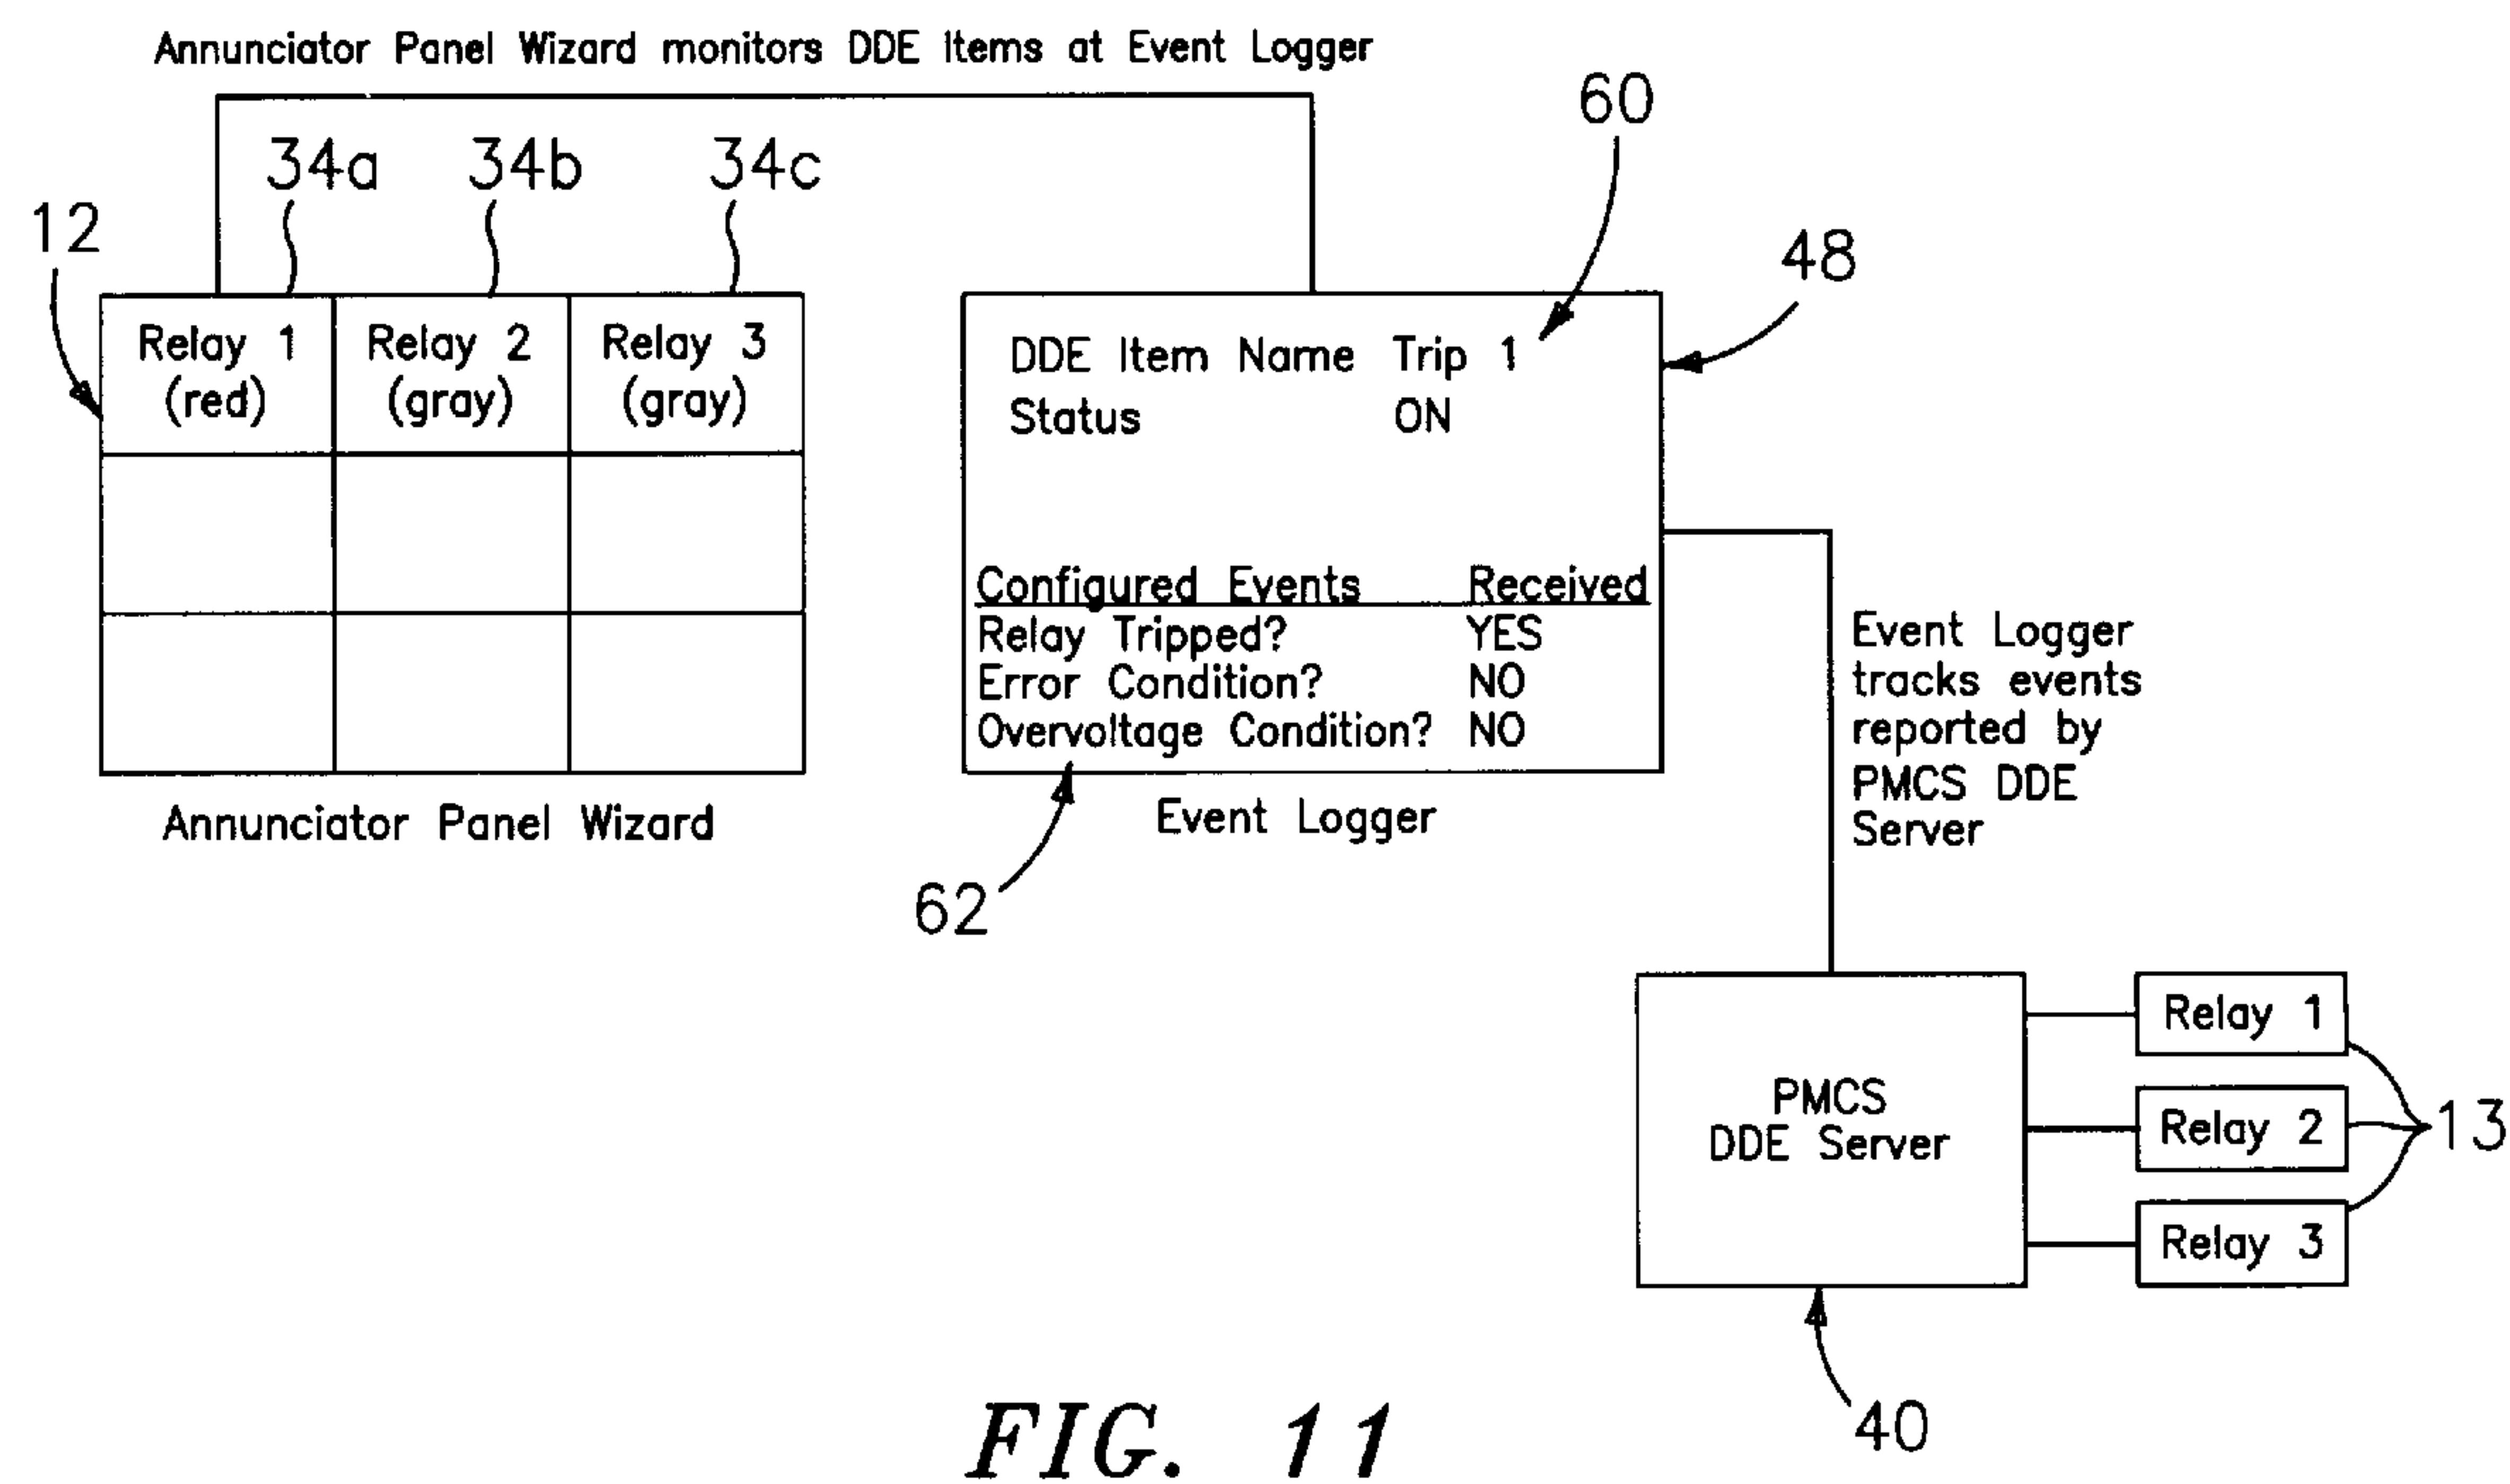 Annunciator Panel Wizard monitors DDE Items at Event Logger
60
34a 34b 34c
12
48
Relay 1 Relay 2 Relay 3
(red) (gray) (gray)
DDE Item Name Trip 1
Status ON
Configured Events Received
Relay Tripped? YES
Error Condition? NO
Overvoltage Condition? NO
Annunciator Panel Wizard
Event Logger
62
Event Logger
tracks events
reported by
PMCS DDE
Server
PMCS
DDE Server
Relay 1
Relay 2
Relay 3
13
40
FIG. 11